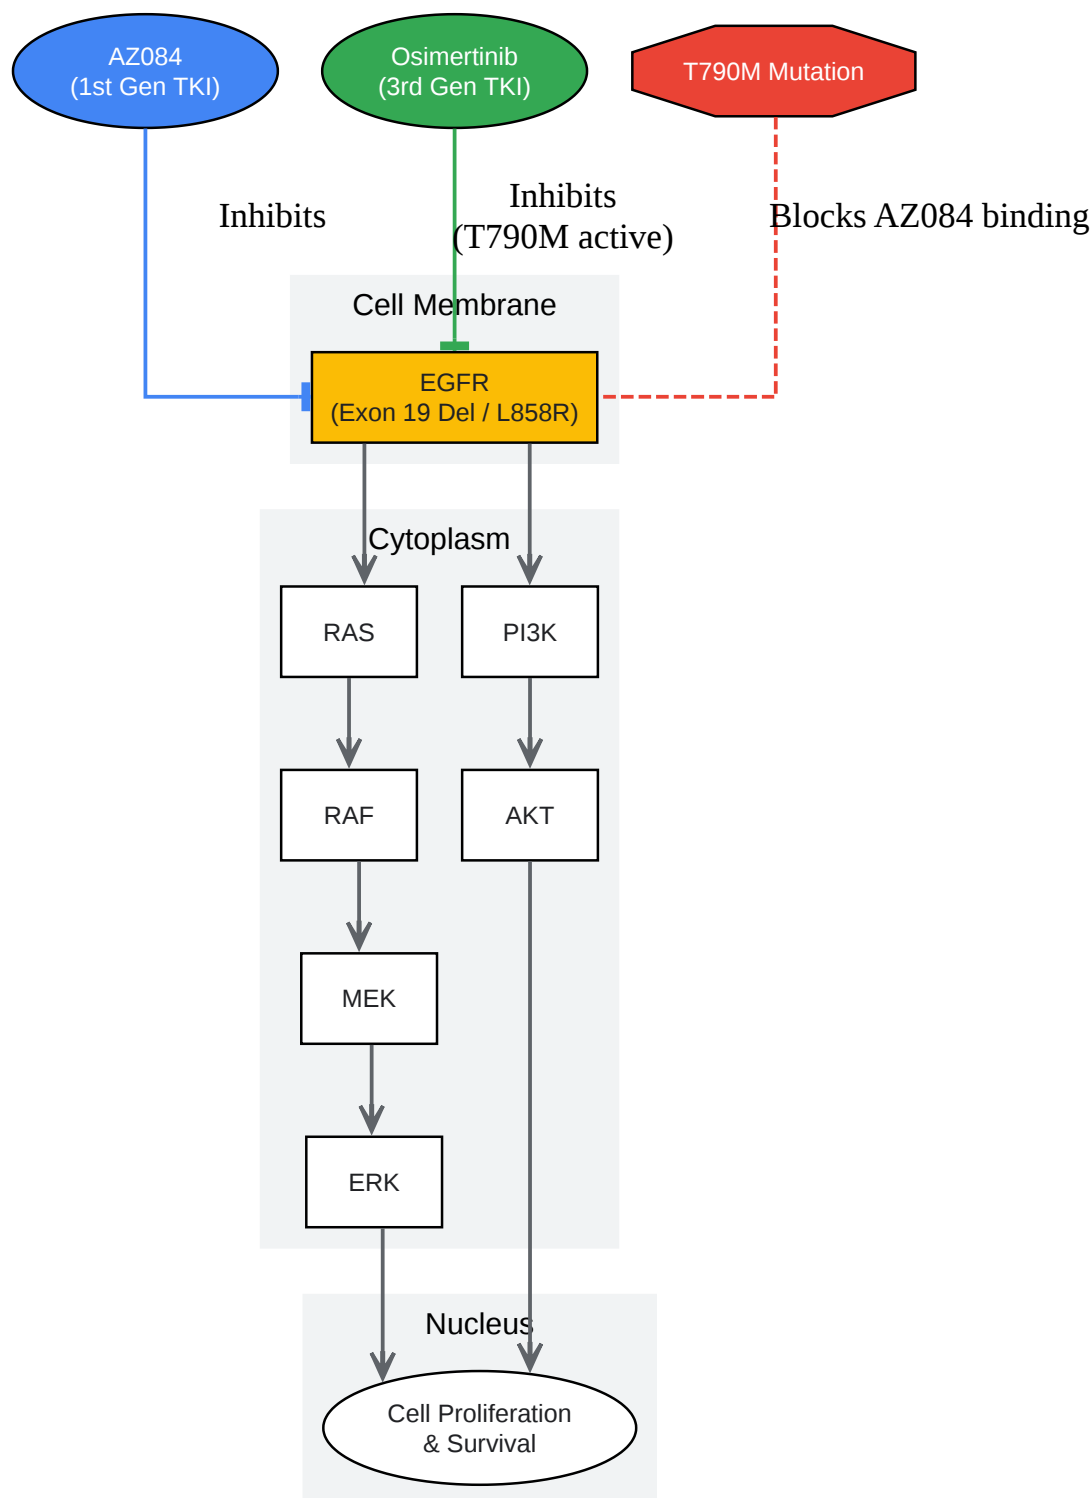 AZ084
(1st Gen TKI)
Osimertinib
(3rd Gen TKI)
T790M Mutation
Inhibits
Inhibits
(T790M active)
Blocks AZ084 binding
Cell Membrane
EGFR
(Exon 19 Del / L858R)
Cytoplasm
RAS
PI3K
RAF
AKT
MEK
ERK
Nucleus
Cell Proliferation
& Survival